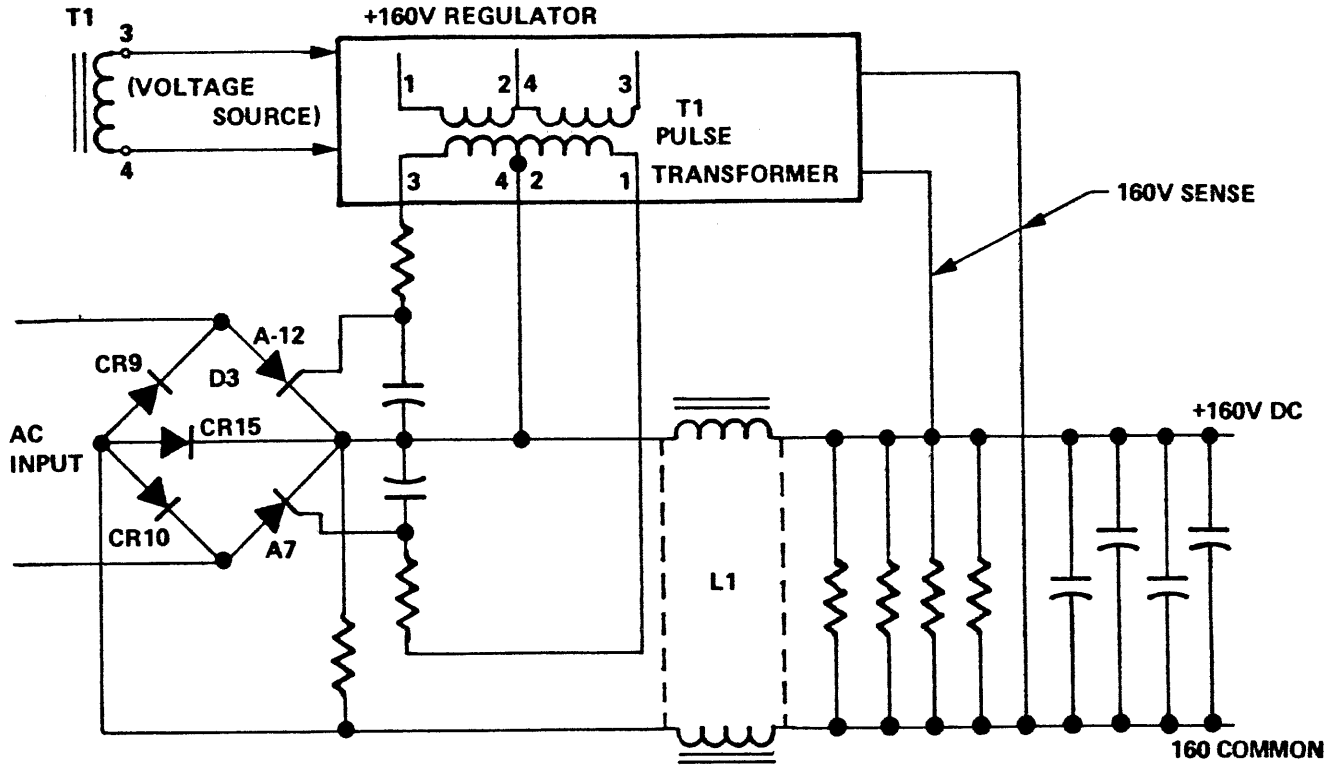 T1
+160V REGULATOR
3
(VOLTAGE
SOURCE)
4
1 2 4 3
T1
PULSE
TRANSFORMER
3 4 2 1
160V SENSE
A-12
CR9
D3
CR15
AC
INPUT
CR10
A7
+160V DC
L1
160 COMMON